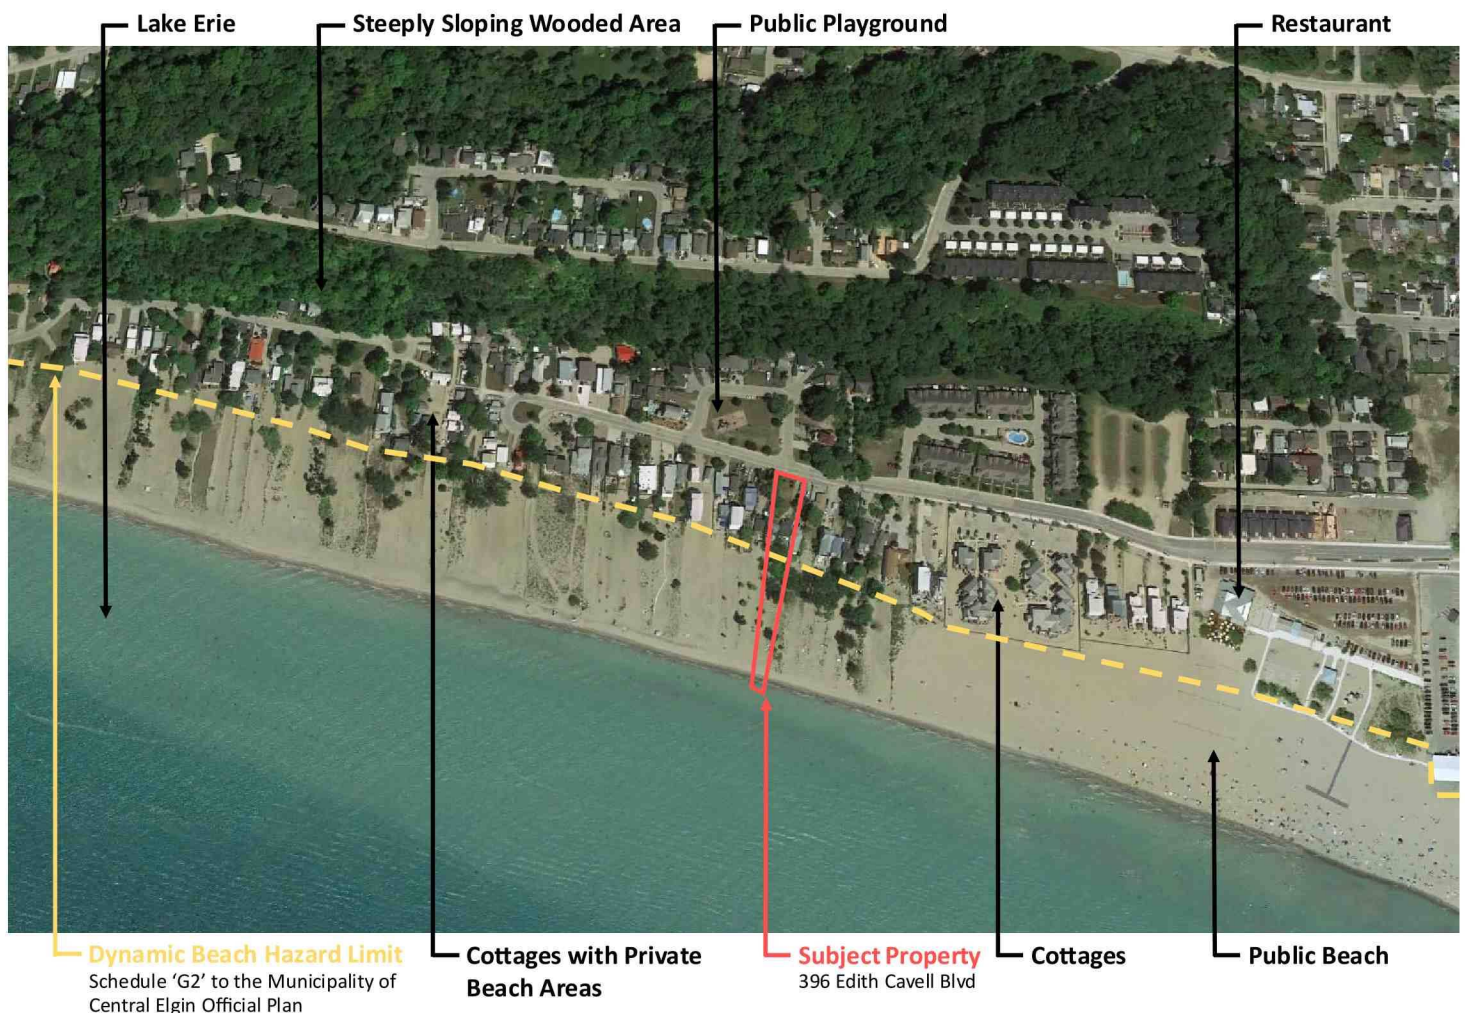 Lake Erie
Steeply Sloping Wooded Area
Public Playground
Restaurant
Dynamic Beach Hazard Limit
Schedule ‘G2’ to the Municipality of
Central Elgin Official Plan
Cottages with Private
Beach Areas
Subject Property
396 Edith Cavell Blvd
Cottages
Public Beach